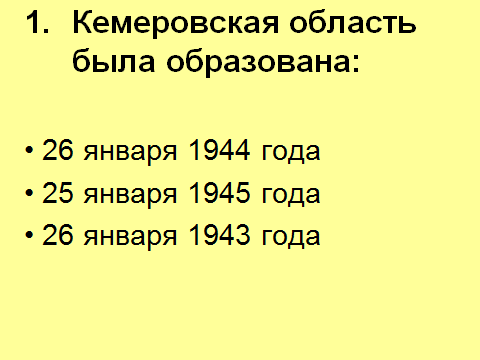 1. Кемеровская область
была образована:
• 26 января 1944 года
• 25 января 1945 года
• 26 января 1943 года